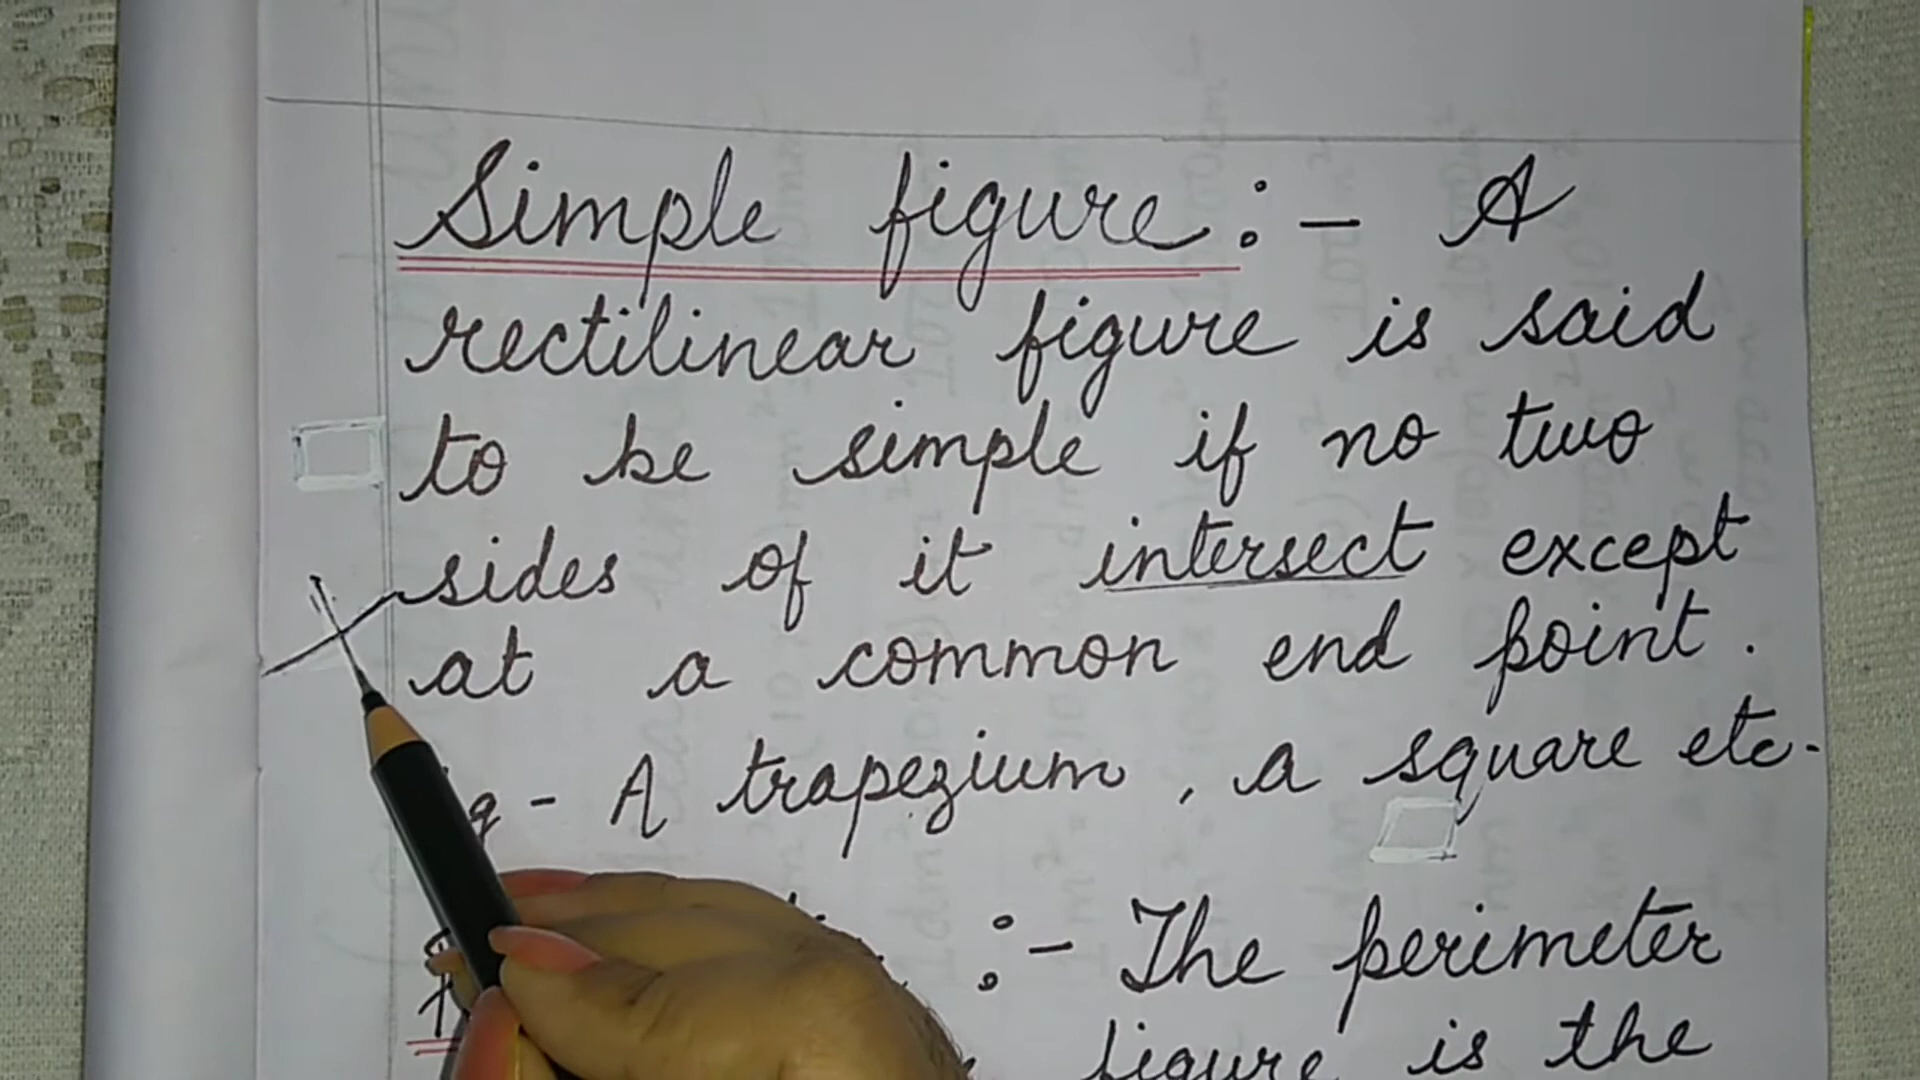 Simple figure :- A
rectilinear figure is said
to be simple if no two
sides of it intersect except
at a common end point.
g - A trapezium, a square etc.
:- The perimeter
figure is the